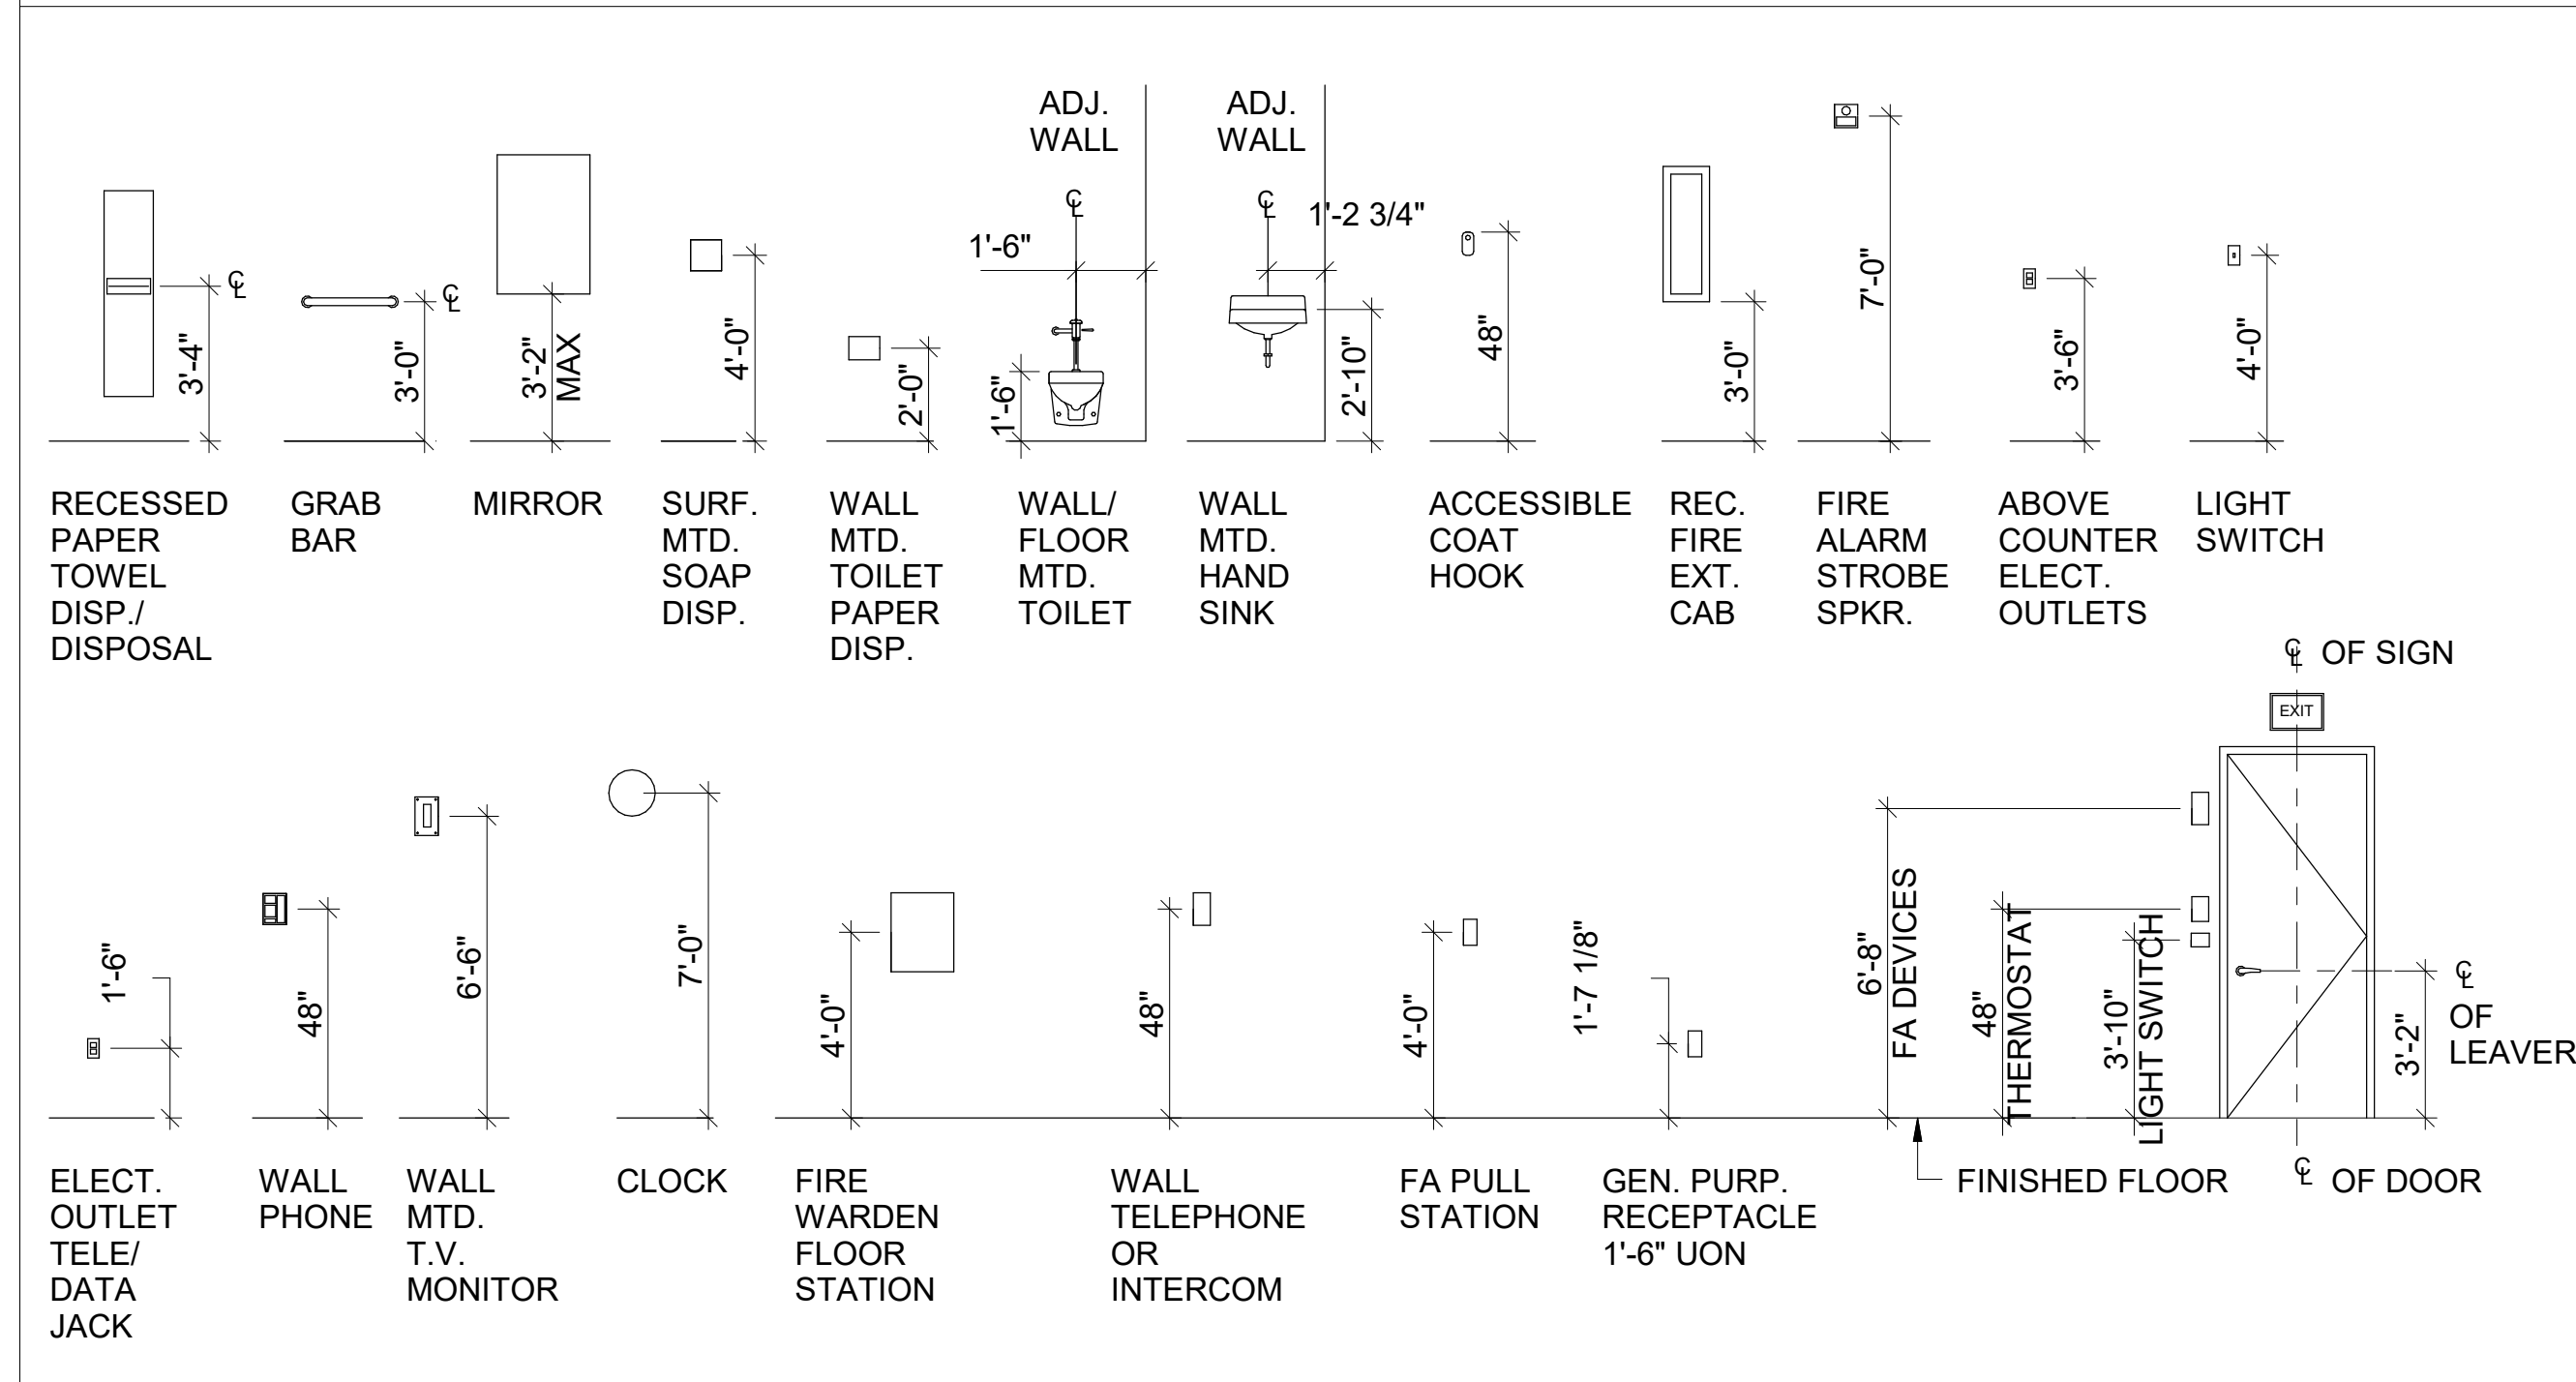 ADJ.
WALL
ADJ.
WALL
℄
℄
1'-6"
1'-2 3/4"
℄
℄
3'-4"
3'-0"
3'-2"
MAX
4'-0"
2'-0"
1'-6"
2'-10"
48"
3'-0"
7'-0"
3'-6"
4'-0"
RECESSED
PAPER
TOWEL
DISP./
DISPOSAL
GRAB
BAR
MIRROR
SURF.
MTD.
SOAP
DISP.
WALL
MTD.
TOILET
PAPER
DISP.
WALL/
FLOOR
MTD.
TOILET
WALL
MTD.
HAND
SINK
ACCESSIBLE
COAT
HOOK
REC.
FIRE
EXT.
CAB
FIRE
ALARM
STROBE
SPKR.
ABOVE
COUNTER
ELECT.
OUTLETS
LIGHT
SWITCH
℄ OF SIGN
EXIT
1'-6"
48"
6'-6"
7'-0"
4'-0"
48"
4'-0"
1'-7 1/8"
6'-8"
FA DEVICES
48"
THERMOSTAT
3'-10"
LIGHT SWITCH
3'-2"
℄
OF
LEAVER
ELECT.
OUTLET
TELE/
DATA
JACK
WALL
PHONE
WALL
MTD.
T.V.
MONITOR
CLOCK
FIRE
WARDEN
FLOOR
STATION
WALL
TELEPHONE
OR
INTERCOM
FA PULL
STATION
GEN. PURP.
RECEPTACLE
1'-6" UON
FINISHED FLOOR
℄ OF DOOR